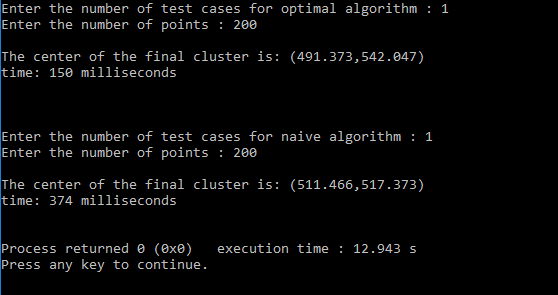 Enter the number of test cases for optimal algorithm : 1
Enter the number of points : 200
The center of the final cluster is: (491.373,542.047)
time: 150 milliseconds
Enter the number of test cases for naive algorithm : 1
Enter the number of points : 200
The center of the final cluster is: (511.466,517.373)
time: 374 milliseconds
Process returned 0 (0x0)   execution time : 12.943 s
Press any key to continue.